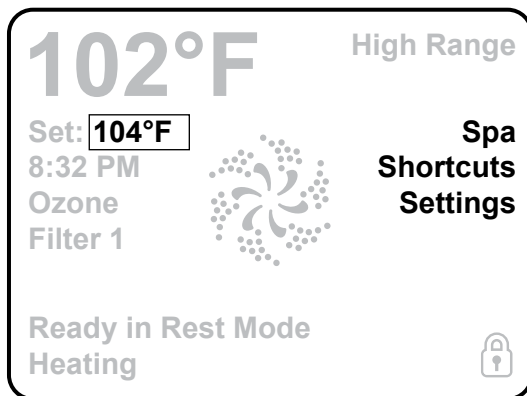 102°F
High Range
Set: 104°F
Spa
8:32 PM
Shortcuts
Ozone
Settings
Filter 1
Ready in Rest Mode
Heating